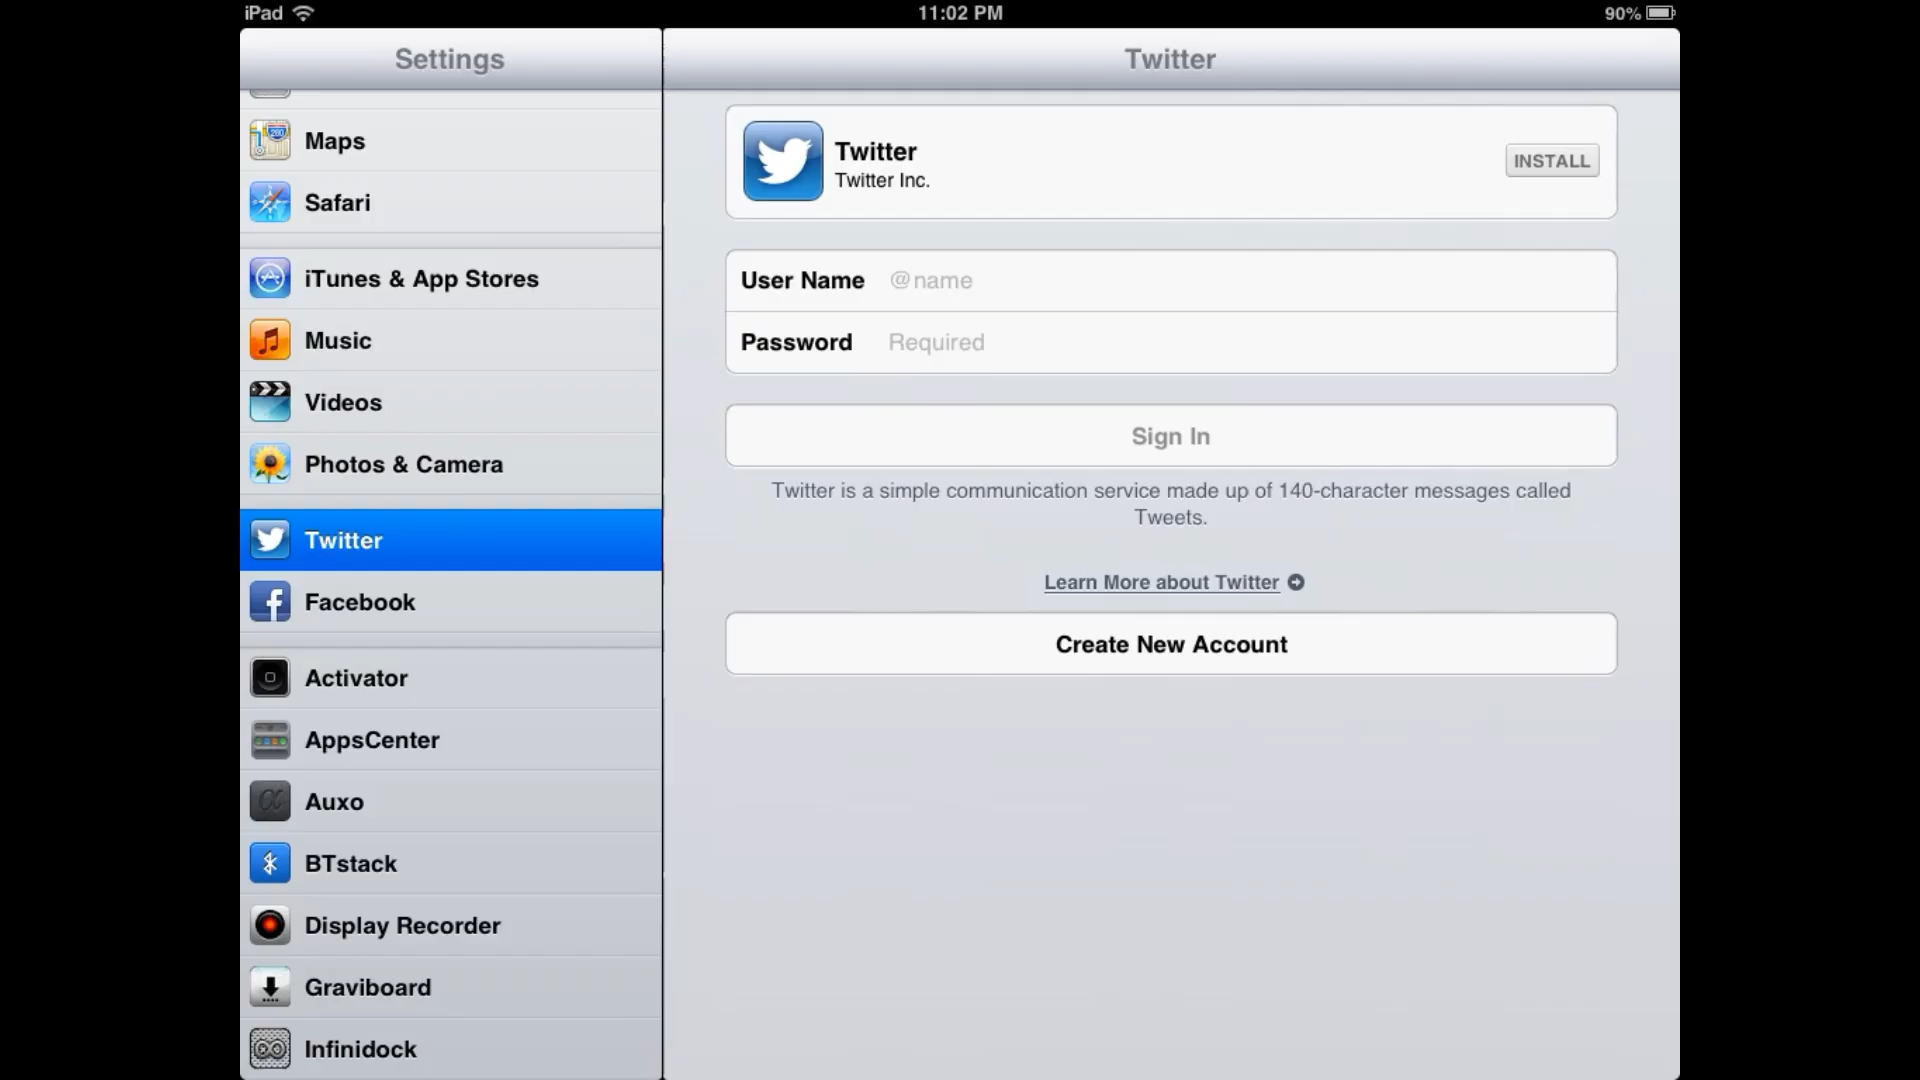 iPad
11:02 PM
90%
Settings
Twitter
Maps
Safari
iTunes & App Stores
Music
Videos
Photos & Camera
Twitter
Facebook
Activator
AppsCenter
Auxo
BTstack
Display Recorder
Graviboard
Infinidock
Twitter
Twitter Inc.
INSTALL
User Name @name
Password Required
Sign In
Twitter is a simple communication service made up of 140-character messages called
Tweets.
Learn More about Twitter
Create New Account